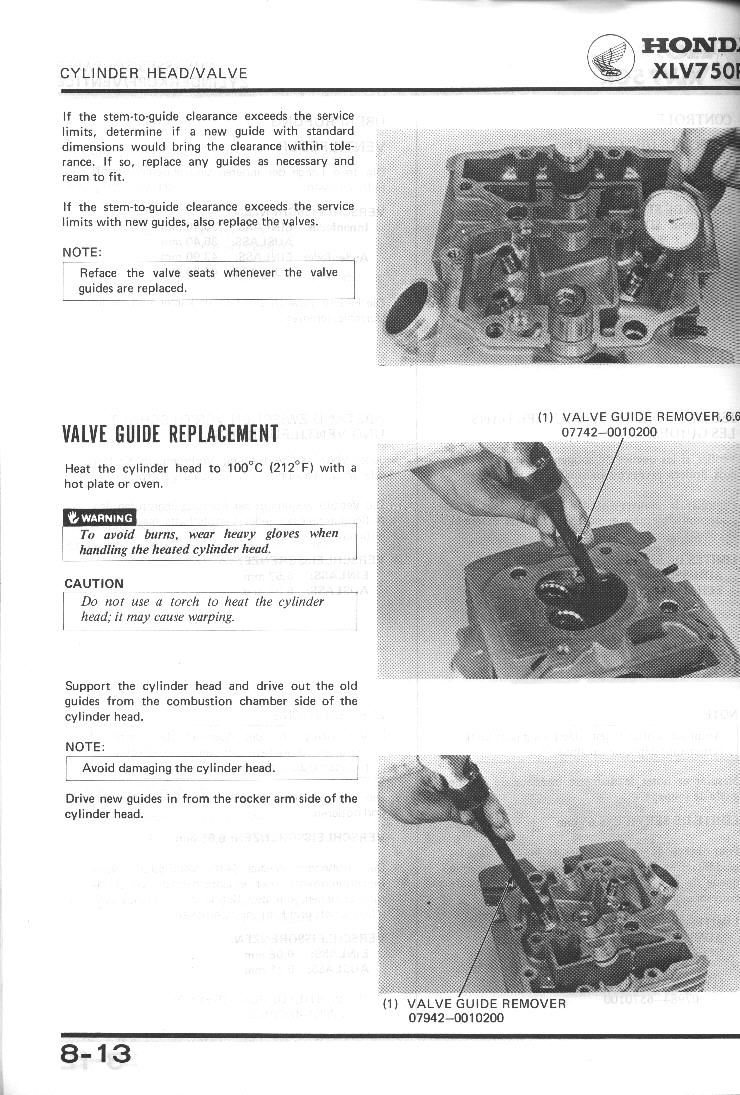 CYLINDER HEAD/VALVE
HONDA
XLV750R
If the stem-to-guide clearance exceeds the service
limits, determine if a new guide with standard
dimensions would bring the clearance within tole-
rance. If so, replace any guides as necessary and
ream to fit.
If the stem-to-guide clearance exceeds the service
limits with new guides, also replace the valves.
NOTE:
Reface the valve seats whenever the valve
guides are replaced.
VALVE GUIDE REPLACEMENT
Heat the cylinder head to 100°C (212°F) with a
hot plate or oven.
WARNING
To avoid burns, wear heavy gloves when
handling the heated cylinder head.
CAUTION
Do not use a torch to heat the cylinder
head; it may cause warping.
Support the cylinder head and drive out the old
guides from the combustion chamber side of the
cylinder head.
NOTE:
Avoid damaging the cylinder head.
Drive new guides in from the rocker arm side of the
cylinder head.
(1) VALVE GUIDE REMOVER, 6.6
07742–0010200
(1) VALVE GUIDE REMOVER
07942–0010200
8-13